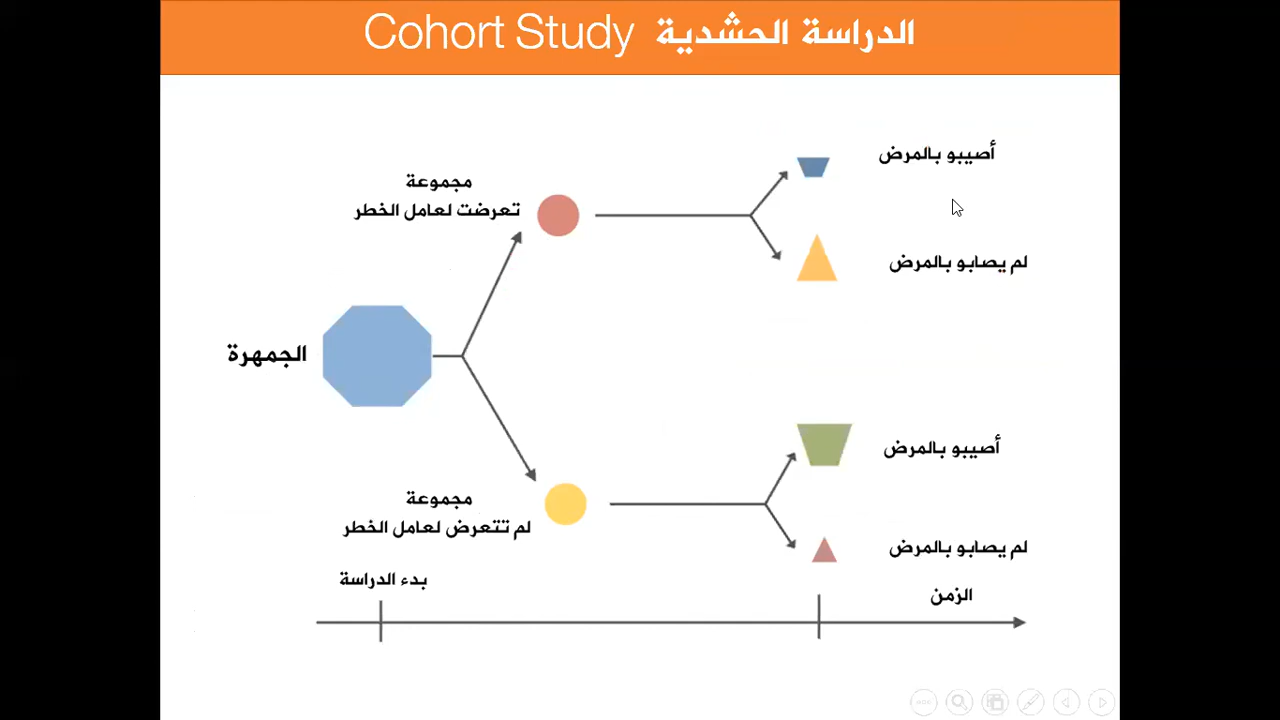 الدراسة الحشدية Cohort Study
أصيبو بالمرض
مجموعة
تعرضت لعامل الخطر
لم يصابو بالمرض
الجمهرة
أصيبو بالمرض
مجموعة
لم تتعرض لعامل الخطر
لم يصابو بالمرض
بدء الدراسة
الزمن